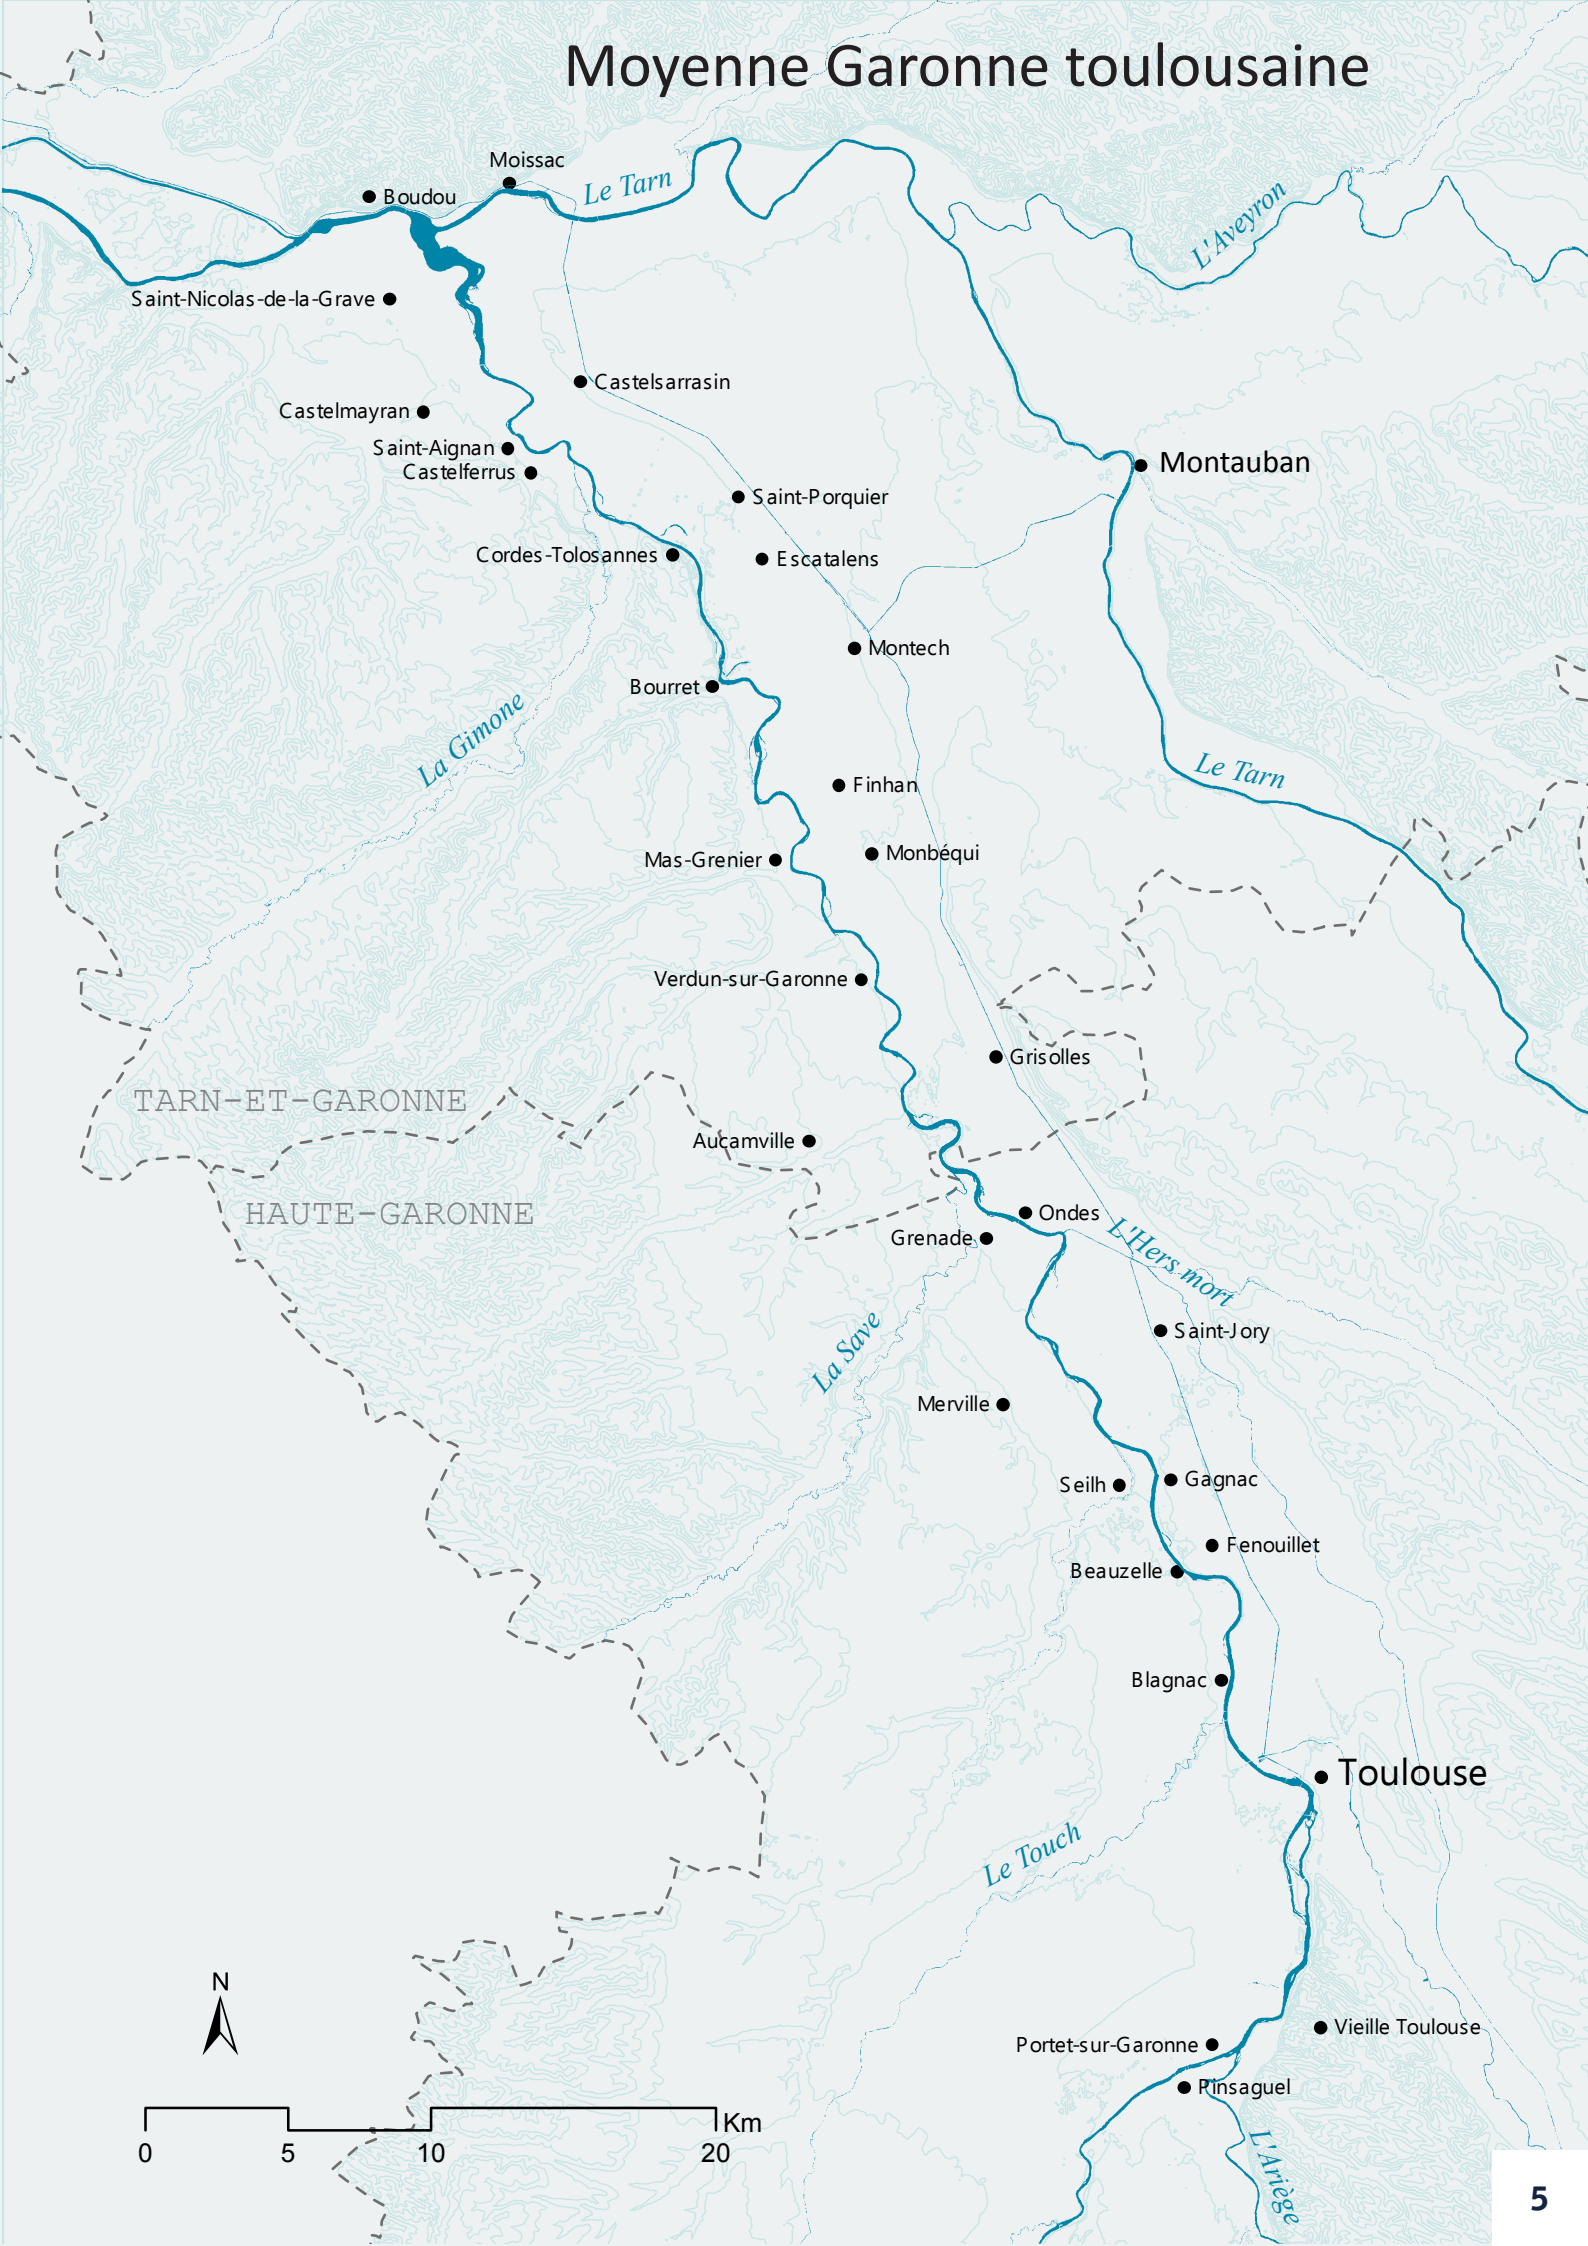 Moyenne Garonne toulousaine
Moissac
Le Tarn
Boudou
L'Aveyron
Saint-Nicolas-de-la-Grave
Castelsarrasin
Castelmayran
Saint-Aignan
Castelferrus
Montauban
Saint-Porquier
Cordes-Tolosannes
Escatalens
Montech
Bourret
La Gimone
Le Tarn
Finhan
Mas-Grenier
Monbéqui
Verdun-sur-Garonne
Grisolles
TARN-ET-GARONNE
Aucamville
HAUTE-GARONNE
Ondes
Grenade
L'Hers mort
Saint-Jory
La Save
Merville
Gagnac
Seilh
Fenouillet
Beauzelle
Blagnac
Toulouse
Le Touch
N
Vieille Toulouse
Portet-sur-Garonne
Pinsaguel
Km
0 5 10 20
L'Ariège
5